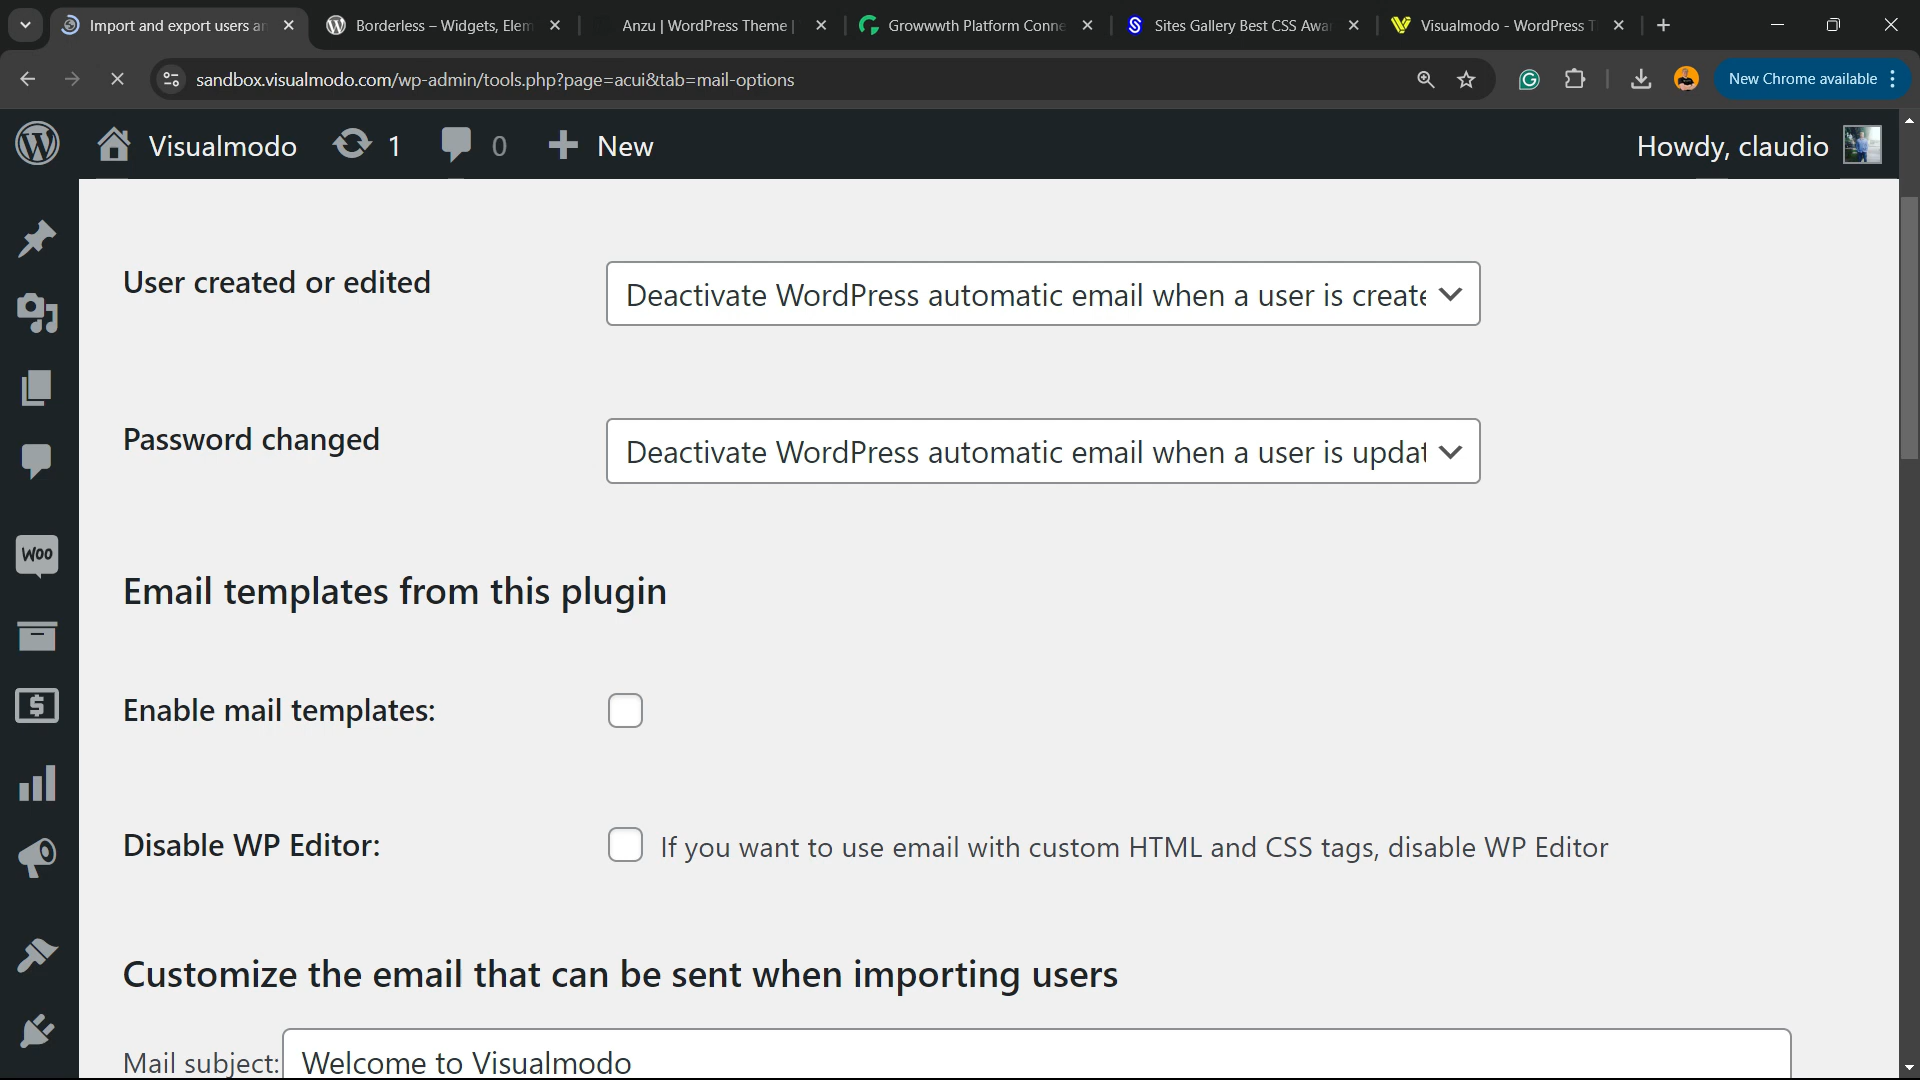 Import and export users an
Borderless – Widgets, Elem
Anzu | WordPress Theme |
Growwwth Platform Conne
Sites Gallery Best CSS Awa
Visualmodo - WordPress T
sandbox.visualmodo.com/wp-admin/tools.php?page=acui&tab=mail-options
New Chrome available
Visualmodo 1 0 New
Howdy, claudio
User created or edited
Deactivate WordPress automatic email when a user is create
Password changed
Deactivate WordPress automatic email when a user is updat
Woo
Email templates from this plugin
Enable mail templates:
Disable WP Editor:
If you want to use email with custom HTML and CSS tags, disable WP Editor
Customize the email that can be sent when importing users
Mail subject: Welcome to Visualmodo